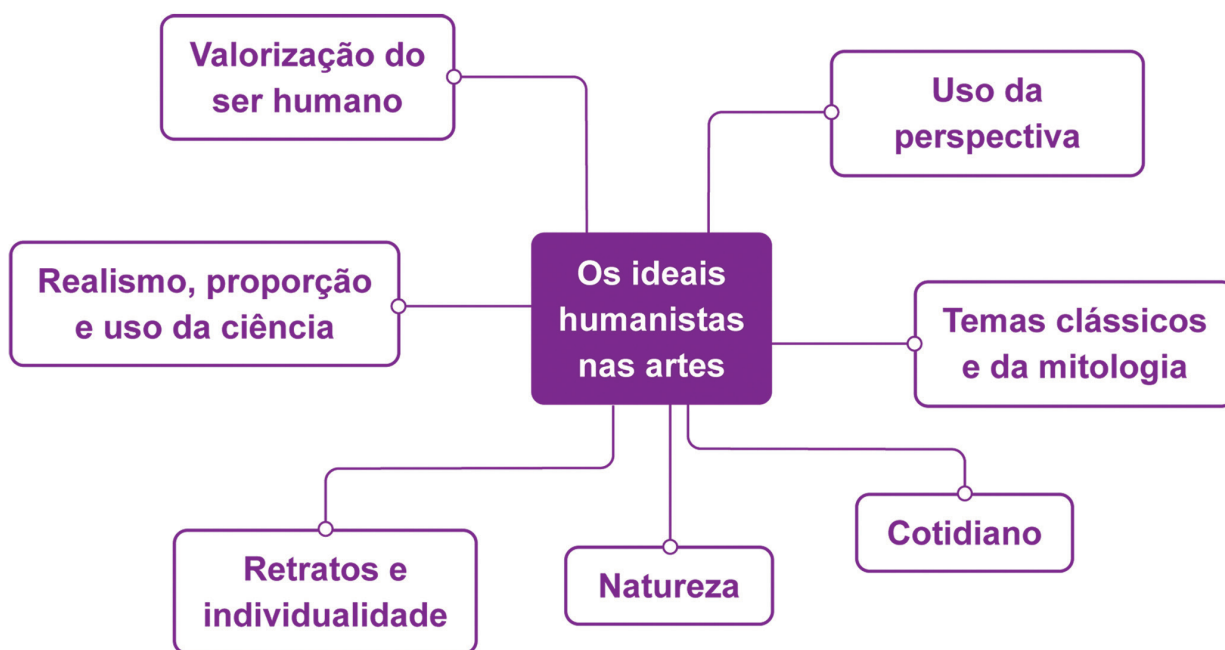 Valorização do
ser humano
Uso da
perspectiva
Realismo, proporção
e uso da ciência
Os ideais
humanistas
nas artes
Temas clássicos
e da mitologia
Retratos e
individualidade
Natureza
Cotidiano